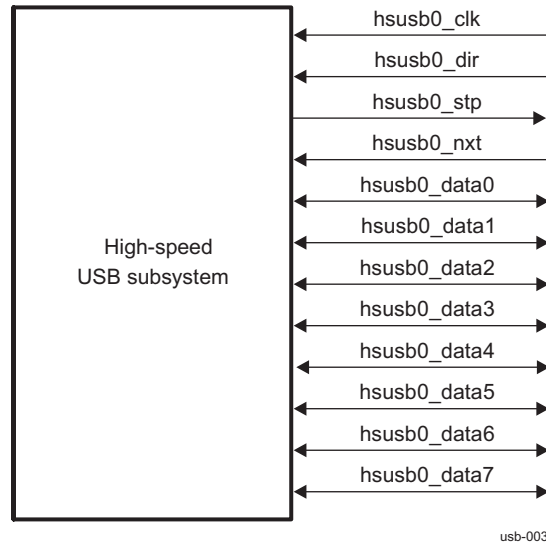 hsusb0_clk
hsusb0_dir
hsusb0_stp
hsusb0_nxt
hsusb0_data0
hsusb0_data1
High-speed
USB subsystem
hsusb0_data2
hsusb0_data3
hsusb0_data4
hsusb0_data5
hsusb0_data6
hsusb0_data7
usb-003